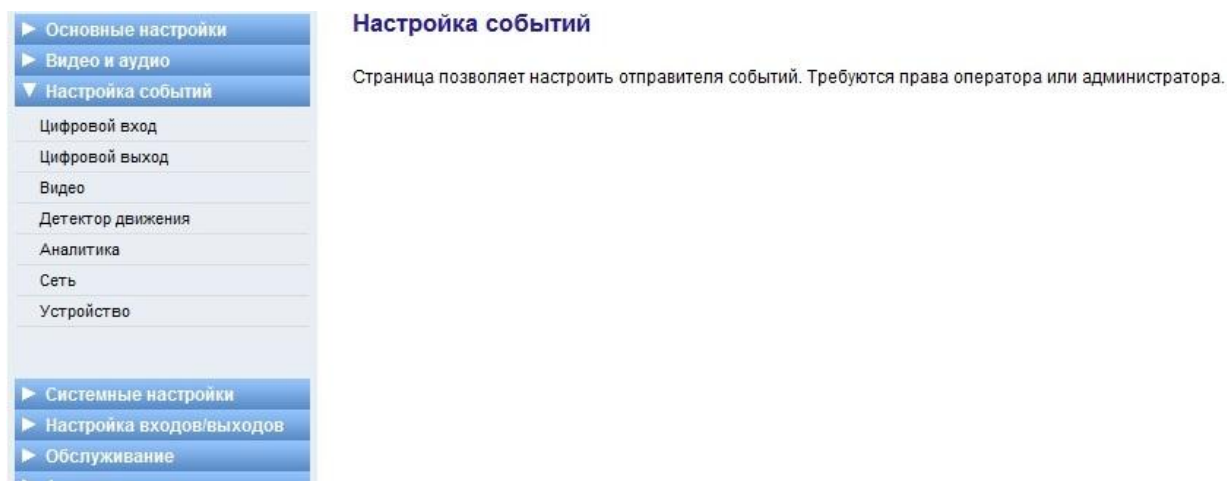 Основные настройки
Видео и аудио
Настройка событий
Цифровой вход
Цифровой выход
Видео
Детектор движения
Аналитика
Сеть
Устройство
Системные настройки
Настройка входов/выходов
Обслуживание
Настройка событий
Страница позволяет настроить отправителя событий. Требуются права оператора или администратора.